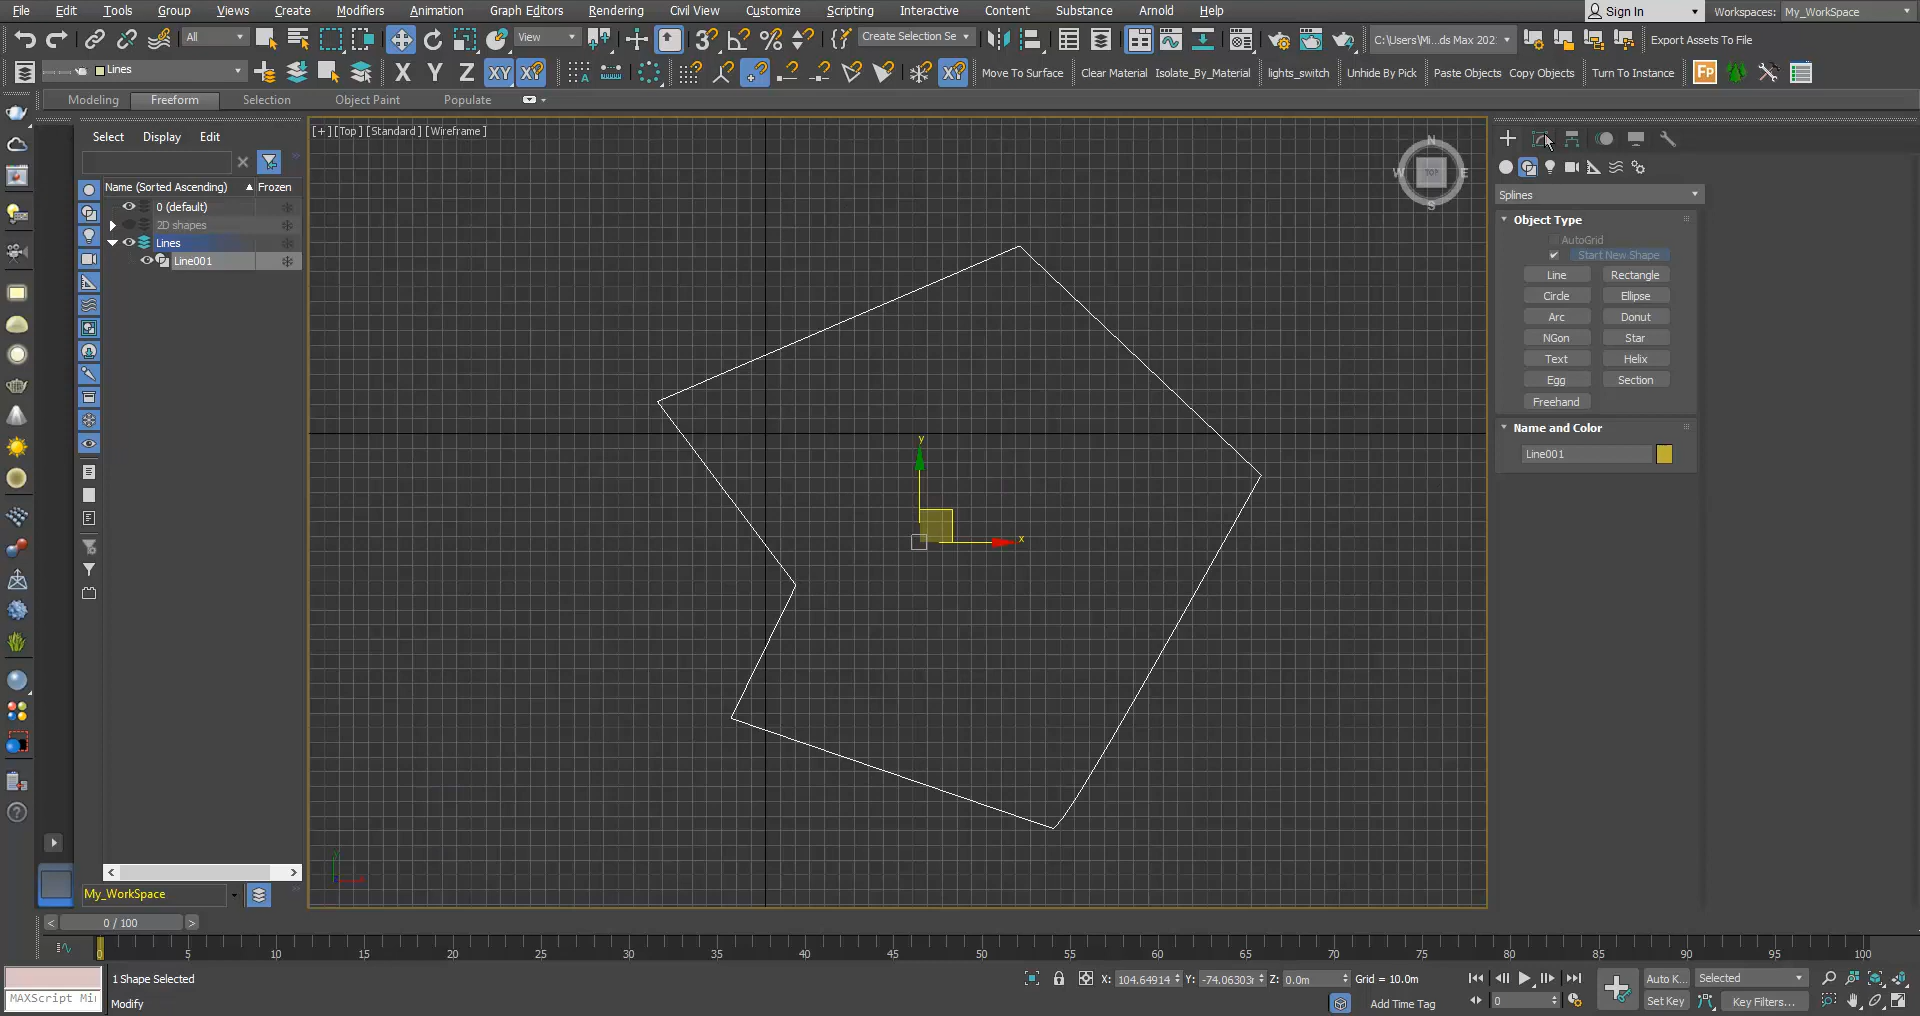 File Edit Tools Group Views Create Modifiers Animation Graph Editors Rendering Civil View Customize Scripting Interactive Content Substance Arnold Help Sign In Workspaces: My_WorkSpace
All View Create Selection Se C:\Users\Mi...ds Max 202 Export Assets To File
Lines X Y Z XY XY Move To Surface Clear Material Isolate_By_Material lights_switch Unhide By Pick Paste Objects Copy Objects Turn To Instance
Modeling Freeform Selection Object Paint Populate
Select Display Edit
[+] [Top] [Standard] [Wireframe]
Name (Sorted Ascending) Frozen
0 (default)
2D shapes
Lines
Line001
N
W TOP E
S
y
x
Splines
Object Type
AutoGrid
Start New Shape
Line Rectangle
Circle Ellipse
Arc Donut
NGon Star
Text Helix
Egg Section
Freehand
Name and Color
Line001
My_WorkSpace
0 / 100
0 5 10 15 20 25 30 35 40 45 50 55 60 65 70 75 80 85 90 95 100
1 Shape Selected X: 104.64914 Y: -74.06303r Z: 0.0m Grid = 10.0m Auto K... Selected
MAXScript Mi Modify Add Time Tag 0 Set Key Key Filters...